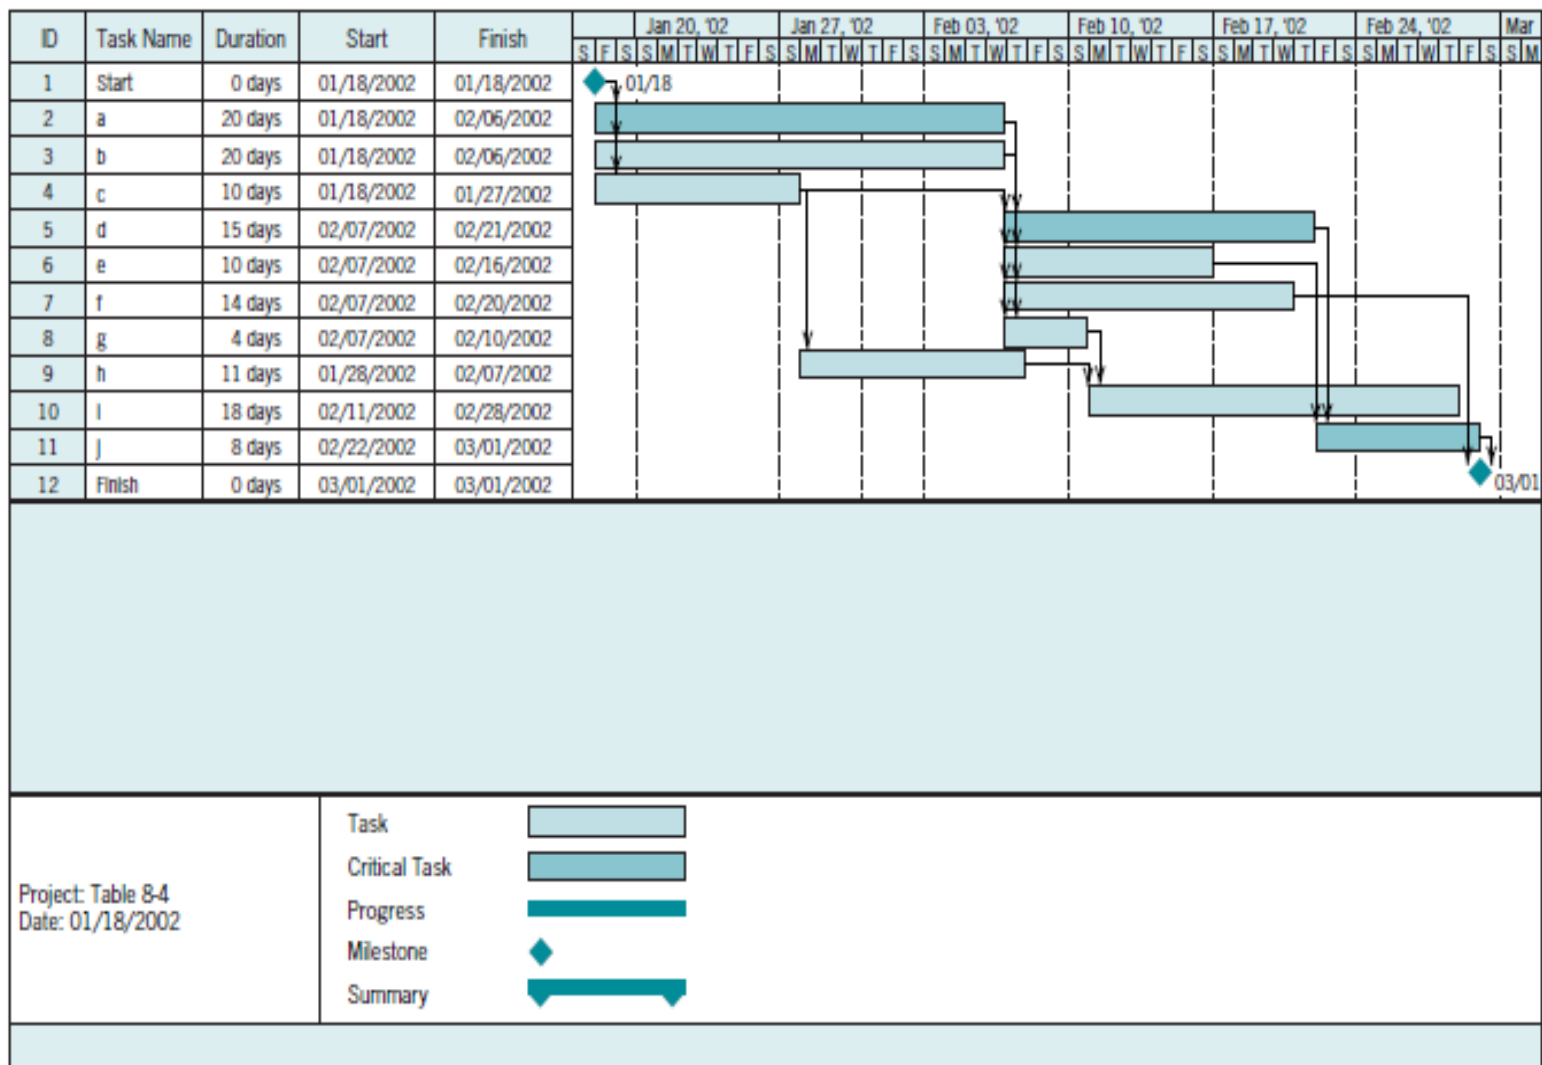 ID Task Name Duration Start Finish Jan 20, '02 Jan 27, '02 Feb 03, '02 Feb 10, '02 Feb 17, '02 Feb 24, '02 Mar
S F S S M T W T F S S M T W T F S S M T W T F S S M T W T F S S M T W T F S S M T W T F S S M
1 Start 0 days 01/18/2002 01/18/2002 01/18
2 a 20 days 01/18/2002 02/06/2002
3 b 20 days 01/18/2002 02/06/2002
4 c 10 days 01/18/2002 01/27/2002
5 d 15 days 02/07/2002 02/21/2002
6 e 10 days 02/07/2002 02/16/2002
7 f 14 days 02/07/2002 02/20/2002
8 g 4 days 02/07/2002 02/10/2002
9 h 11 days 01/28/2002 02/07/2002
10 I 18 days 02/11/2002 02/28/2002
11 j 8 days 02/22/2002 03/01/2002
12 Finish 0 days 03/01/2002 03/01/2002 03/01
Project: Table 8-4
Date: 01/18/2002
Task
Critical Task
Progress
Milestone
Summary